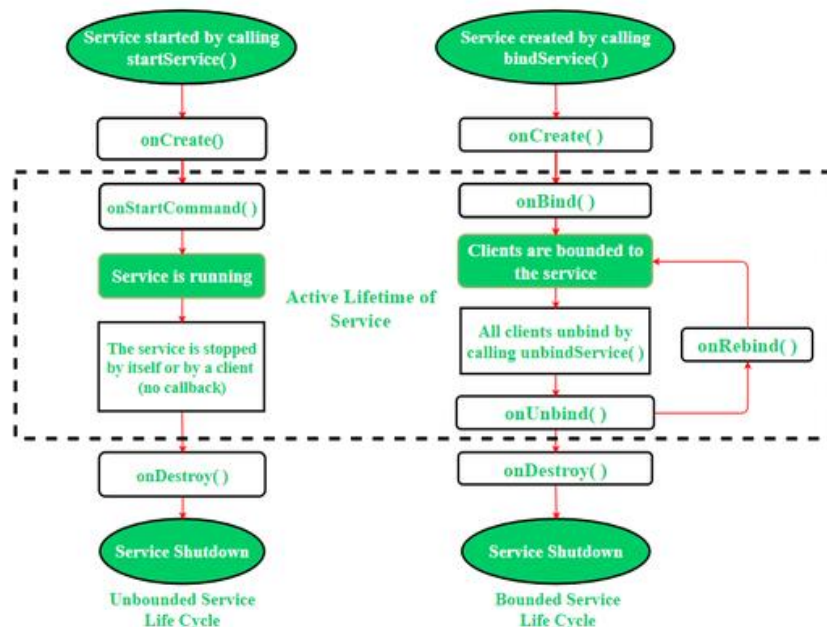 Service started by calling
startService( )
onCreate()
onStartCommand( )
Service is running
The service is stopped
by itself or by a client
(no callback)
onDestroy( )
Service Shutdown
Unbounded Service
Life Cycle
Active Lifetime of
Service
Service created by calling
bindService( )
onCreate( )
onBind( )
Clients are bounded to
the service
All clients unbind by
calling unbindService( )
onRebind( )
onUnbind( )
onDestroy( )
Service Shutdown
Bounded Service
Life Cycle